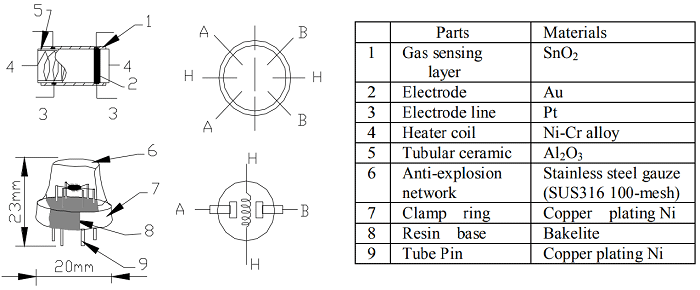 5
1
4
4
2
3
3
A
B
H
H
A
B
6
7
8
9
23mm
20mm
H
A
B
H
Parts Materials
1 Gas sensing SnO₂
layer
2 Electrode Au
3 Electrode line Pt
4 Heater coil Ni-Cr alloy
5 Tubular ceramic Al₂O₃
6 Anti-explosion Stainless steel gauze
network (SUS316 100-mesh)
7 Clamp ring Copper plating Ni
8 Resin base Bakelite
9 Tube Pin Copper plating Ni